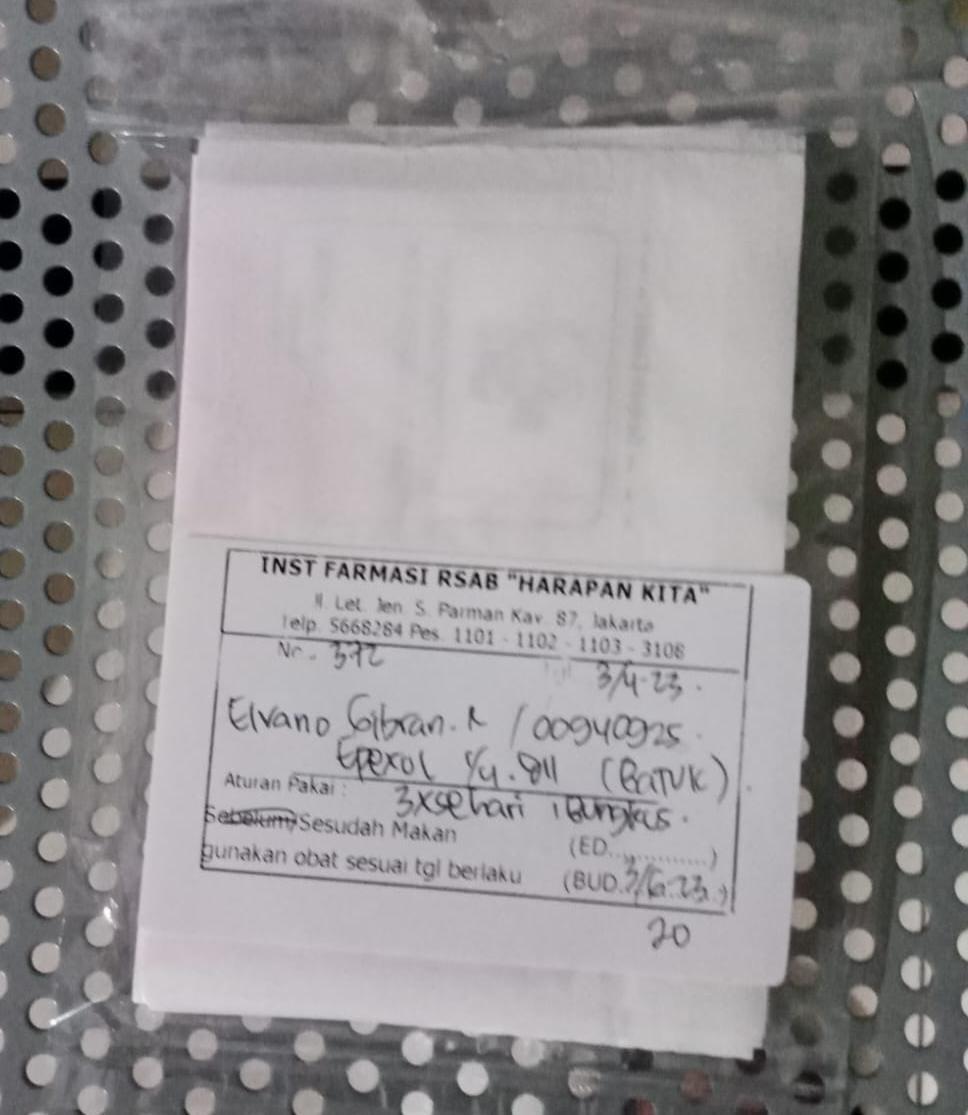 INST FARMASI RSAB "HARAPAN KITA"
Jl. Let. Jen. S. Parman Kav. 87, Jakarta
Telp. 5668284 Pes. 1101 - 1102 - 1103 - 3108
No. 372
3/4-23.
Elvano Gibran. R / 00940925.
Epexol 1/4. (BATUK).
Aturan Pakai : 3xsehari 1 Bungkus.
Sebelum/Sesudah Makan
(ED..............)
gunakan obat sesuai tgl berlaku (BUD.3/6.23.)
20